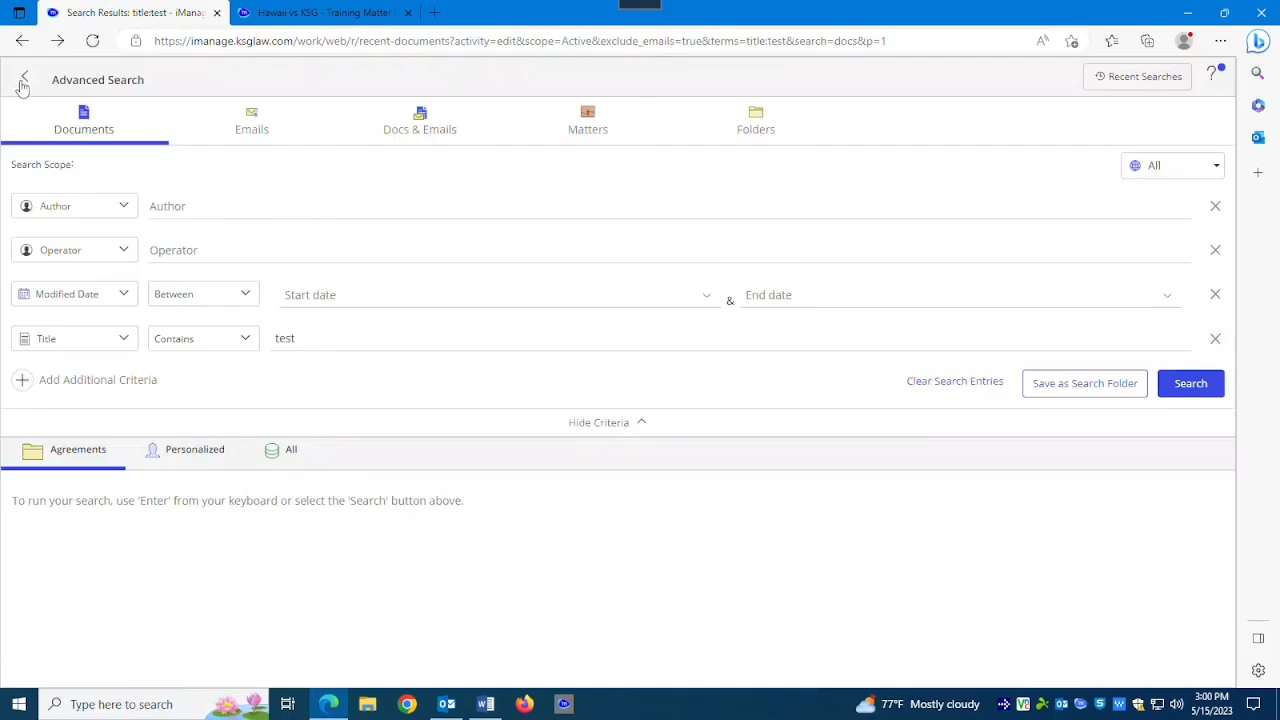 Search Results: title:test - iManag
Hawaii vs KSG - Training Matter
https://imanage.ksglaw.com/work/web/r/recent-documents?activity=edit&scope=Active&exclude_emails=true&terms=title:test&search=docs&p=1
Advanced Search
Recent Searches
?
Documents
Emails
Docs & Emails
Matters
Folders
Search Scope:
All
Author
Author
Operator
Operator
Modified Date
Between
Start date
&
End date
Title
Contains
test
Add Additional Criteria
Clear Search Entries
Save as Search Folder
Search
Hide Criteria
Agreements
Personalized
All
To run your search, use 'Enter' from your keyboard or select the 'Search' button above.
Type here to search
77°F Mostly cloudy
3:00 PM
5/15/2023